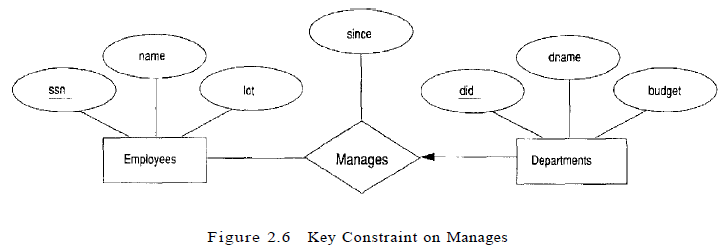 since
name
dname
ssn
lot
did
budget
Employees
Manages
Departments
Figure 2.6 Key Constraint on Manages